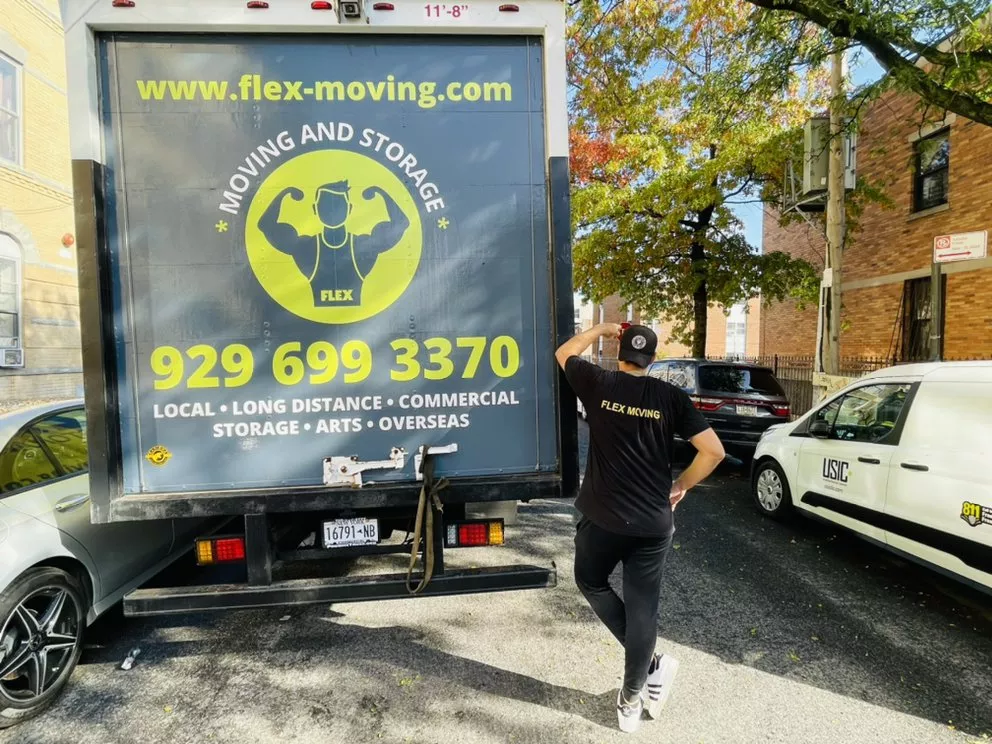 11'-8"
www.flex-moving.com
MOVING AND STORAGE
FLEX
929 699 3370
LOCAL • LONG DISTANCE • COMMERCIAL
STORAGE • ARTS • OVERSEAS
16791-NB
FLEX MOVING
USIC
811